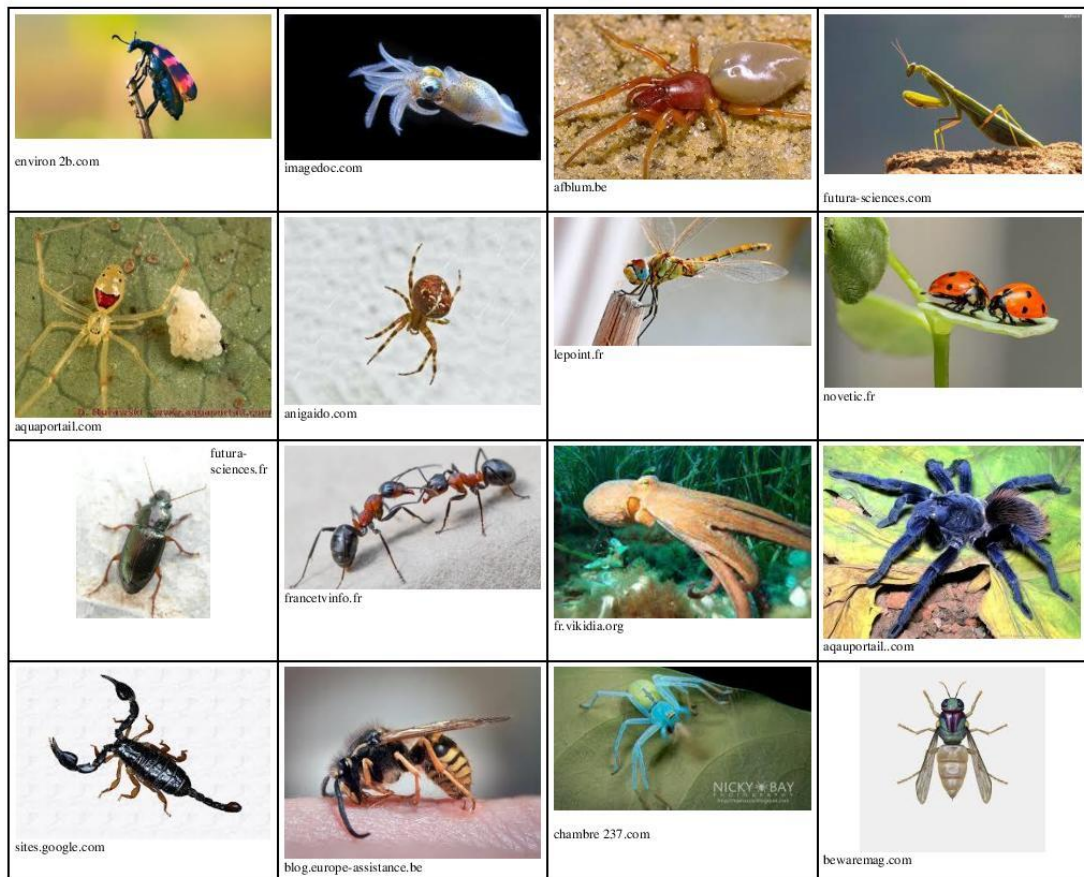 environ 2b.com
imagedoc.com
afblum.be
futura-sciences.com
aquaportail.com
anigaido.com
lepoint.fr
novetic.fr
futura-
sciences.fr
francetvinfo.fr
fr.vikidia.org
aqauportail..com
sites.google.com
blog.europe-assistance.be
NICKY BAY
PHOTOGRAPHY
chambre 237.com
bewaremag.com